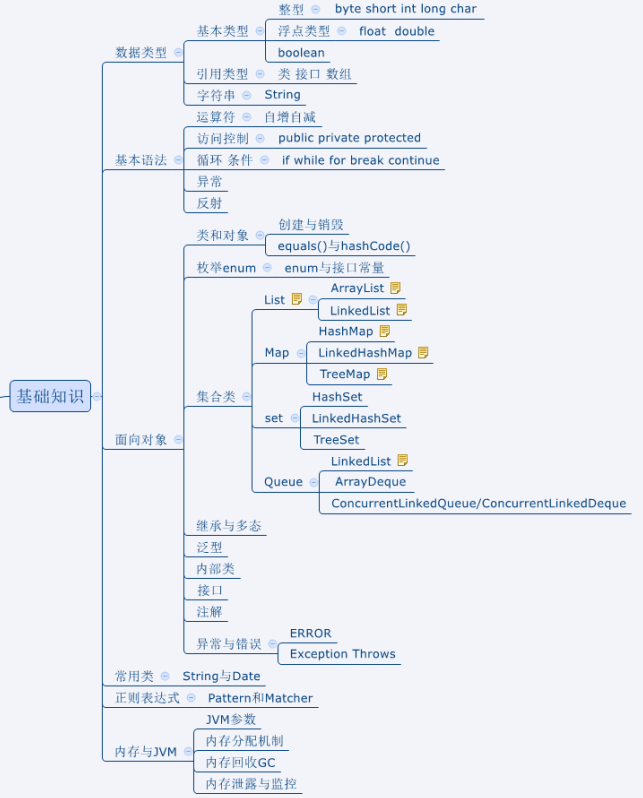 基础知识
数据类型
基本类型
整型
byte short int long char
浮点类型
float double
boolean
引用类型
类 接口 数组
字符串
String
基本语法
运算符
自增自减
访问控制
public private protected
循环 条件
if while for break continue
异常
反射
面向对象
类和对象
创建与销毁
equals()与hashCode()
枚举enum
enum与接口常量
集合类
List
ArrayList
LinkedList
Map
HashMap
LinkedHashMap
TreeMap
set
HashSet
LinkedHashSet
TreeSet
Queue
LinkedList
ArrayDeque
ConcurrentLinkedQueue/ConcurrentLinkedDeque
继承与多态
泛型
内部类
接口
注解
异常与错误
ERROR
Exception Throws
常用类
String与Date
正则表达式
Pattern和Matcher
内存与JVM
JVM参数
内存分配机制
内存回收GC
内存泄露与监控